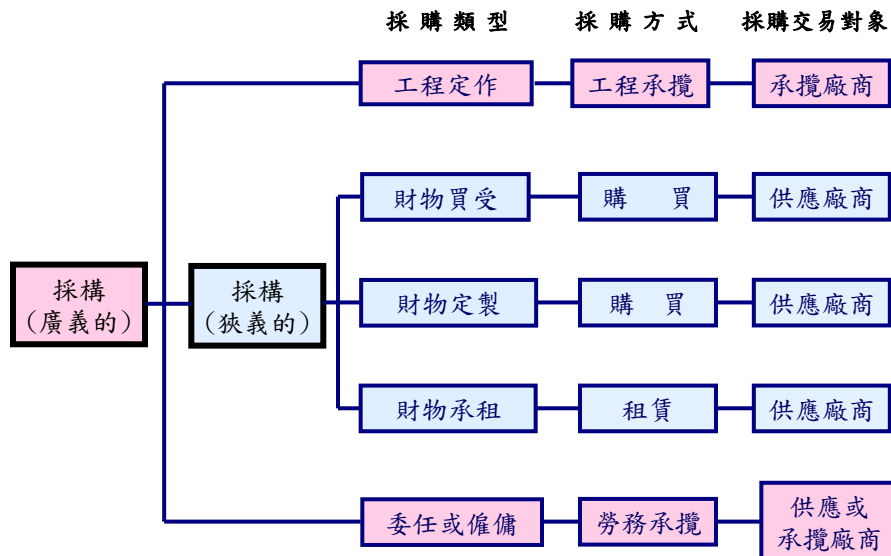 採購類型 採購方式 採購交易對象
工程定作 工程承攬 承攬廠商
財物買受 購買 供應廠商
採構
(廣義的)
採構
(狹義的)
財物定製 購買 供應廠商
財物承租 租賃 供應廠商
委任或僱傭 勞務承攬 供應或
承攬廠商